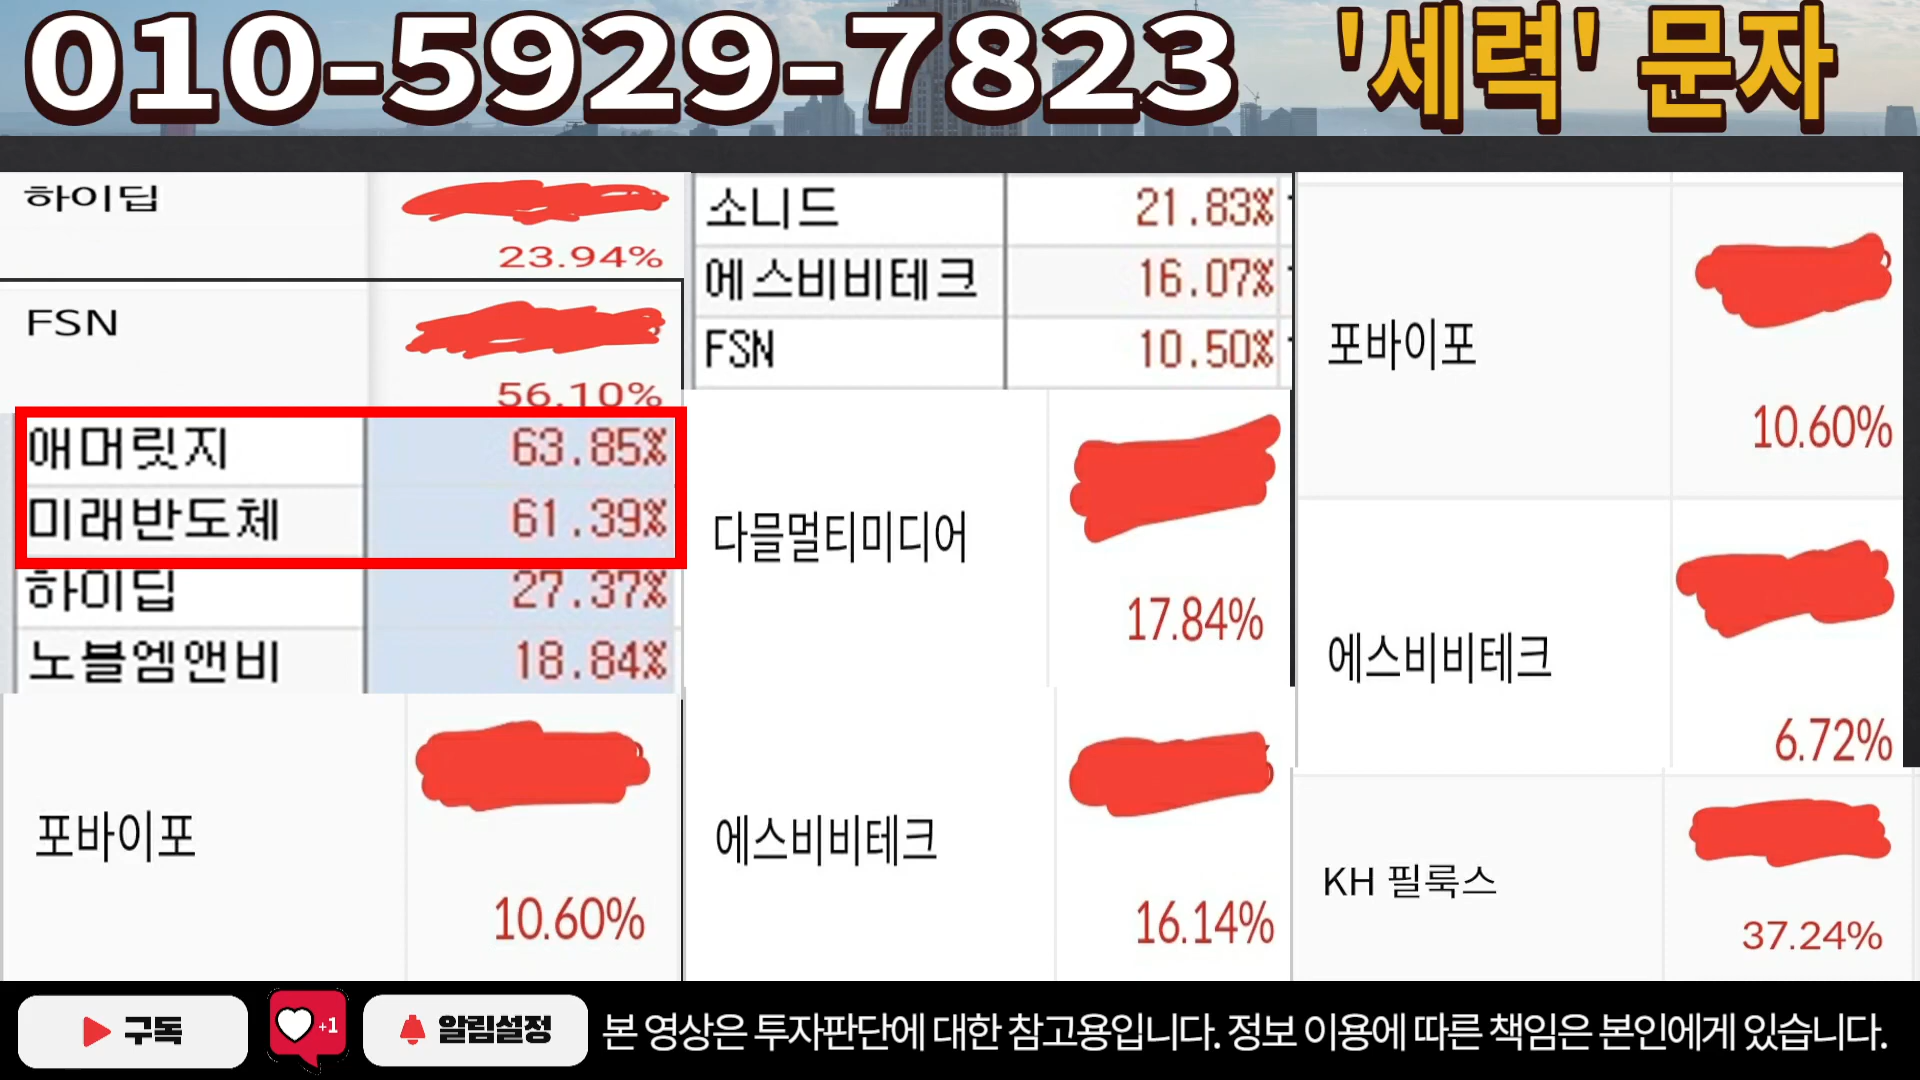 010-5929-7823 '세력' 문자
하이딥
23.94%
FSN
56.10%
애머릿지 63.85%
미래반도체 61.39%
하이딥 27.37%
노블엠앤비 18.84%
포바이포
10.60%
소니드 21.83%
에스비비테크 16.07%
FSN 10.50%
다믈멀티미디어
17.84%
에스비비테크
16.14%
포바이포
10.60%
에스비비테크
6.72%
KH 필룩스
37.24%
구독 +1 알림설정 본 영상은 투자판단에 대한 참고용입니다. 정보 이용에 따른 책임은 본인에게 있습니다.